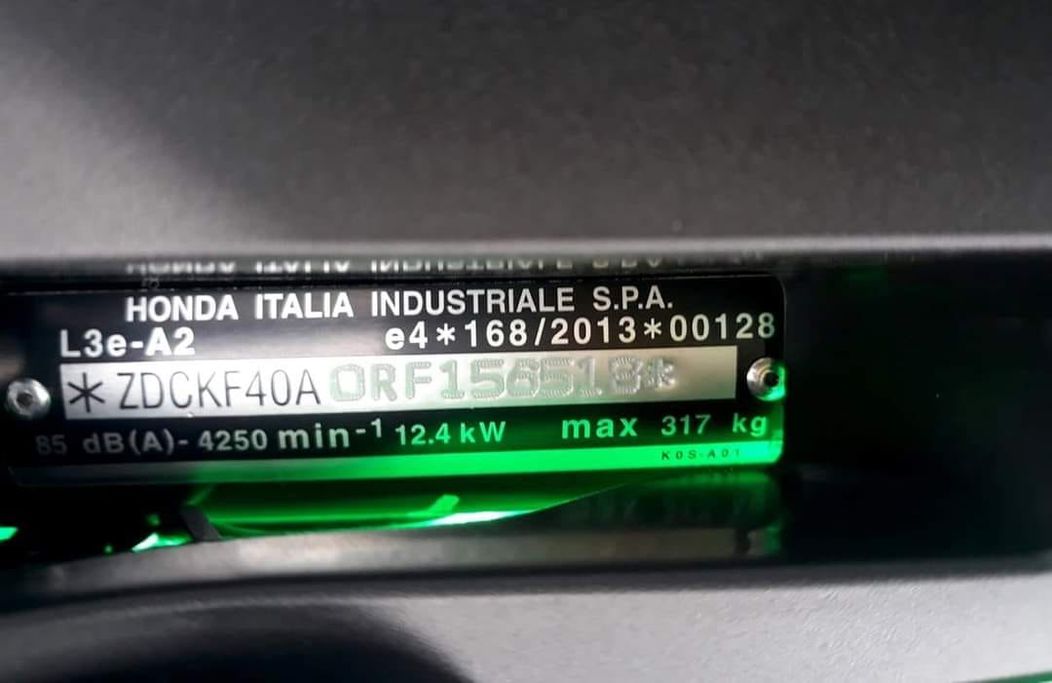 HONDA ITALIA INDUSTRIALE S.P.A.
L3e-A2 e4*168/2013*00128
*ZDCKF40A
85 dB(A)-4250 min-1 12.4 kW max 317 kg
K0S-A01